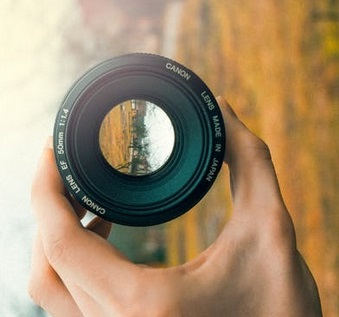 CANON LENS MADE IN JAPAN
CANON LENS EF 50mm 1:1.4